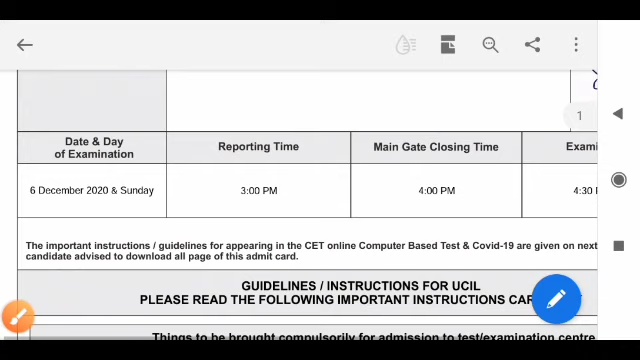 1
Date & Day
of Examination
Reporting Time
Main Gate Closing Time
6 December 2020 & Sunday
3:00 PM
4:00 PM
4:30
The important instructions / guidelines for appearing in the CET online Computer Based Test & Covid-19 are given on next
candidate advised to download all page of this admit card.
GUIDELINES / INSTRUCTIONS FOR UCIL
PLEASE READ THE FOLLOWING IMPORTANT INSTRUCTIONS
Things to be brought compulsorily for admission to test/examination centre